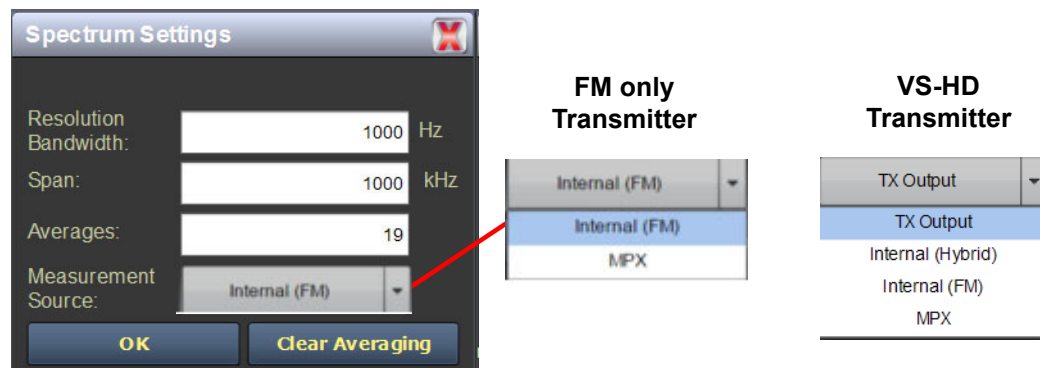 Spectrum Settings
Resolution
Bandwidth:
1000 Hz
Span:
1000 kHz
Averages:
19
Measurement
Source:
Internal (FM)
OK
Clear Averaging
FM only
Transmitter
Internal (FM)
Internal (FM)
MPX
VS-HD
Transmitter
TX Output
TX Output
Internal (Hybrid)
Internal (FM)
MPX